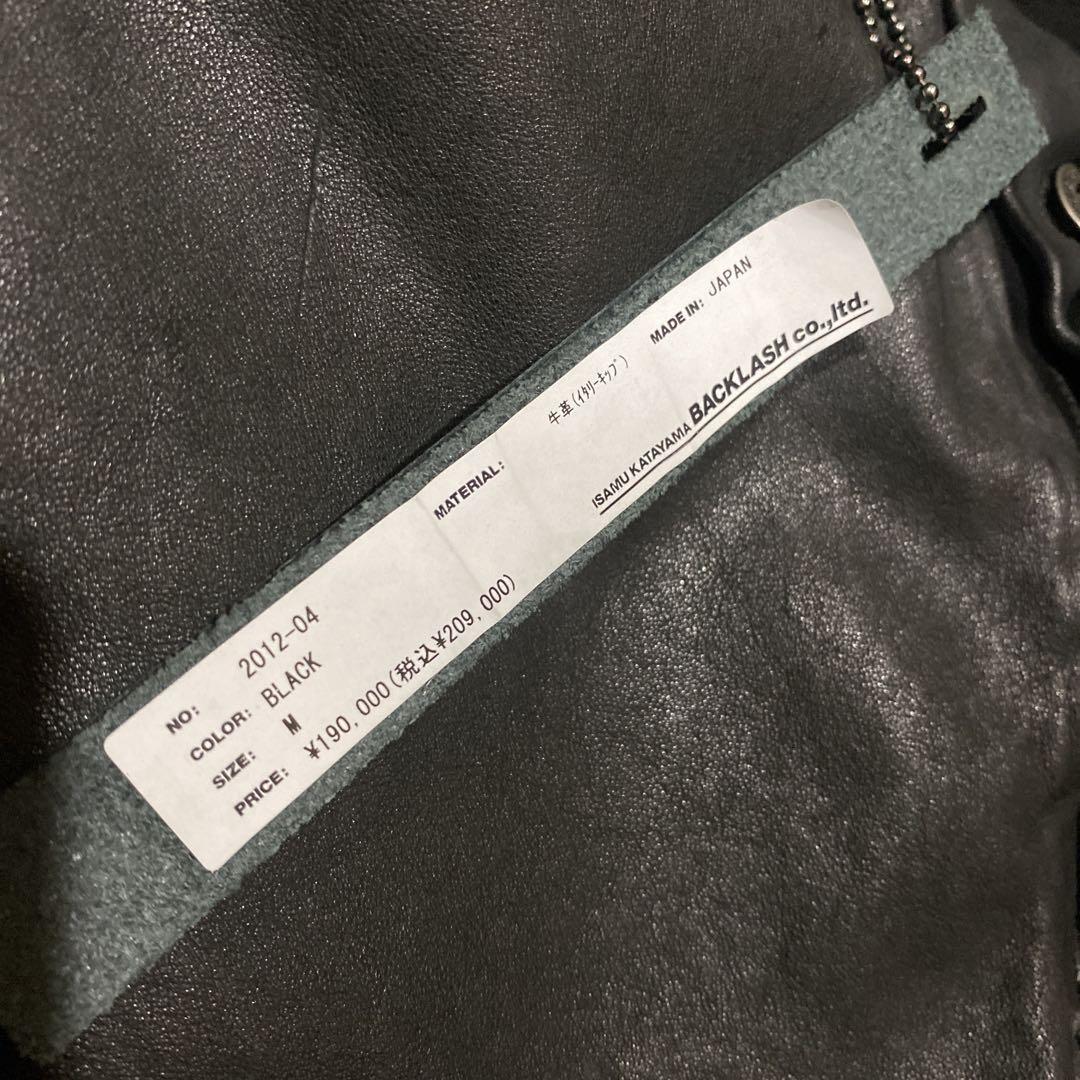 NO: 2012-04
COLOR: BLACK
SIZE: M
PRICE: ¥190,000(税込¥209,000)
MATERIAL:
牛革(ｲﾀﾘｰｷｯﾌﾟ)
MADE IN: JAPAN
ISAMU KATAYAMA BACKLASH co.,ltd.